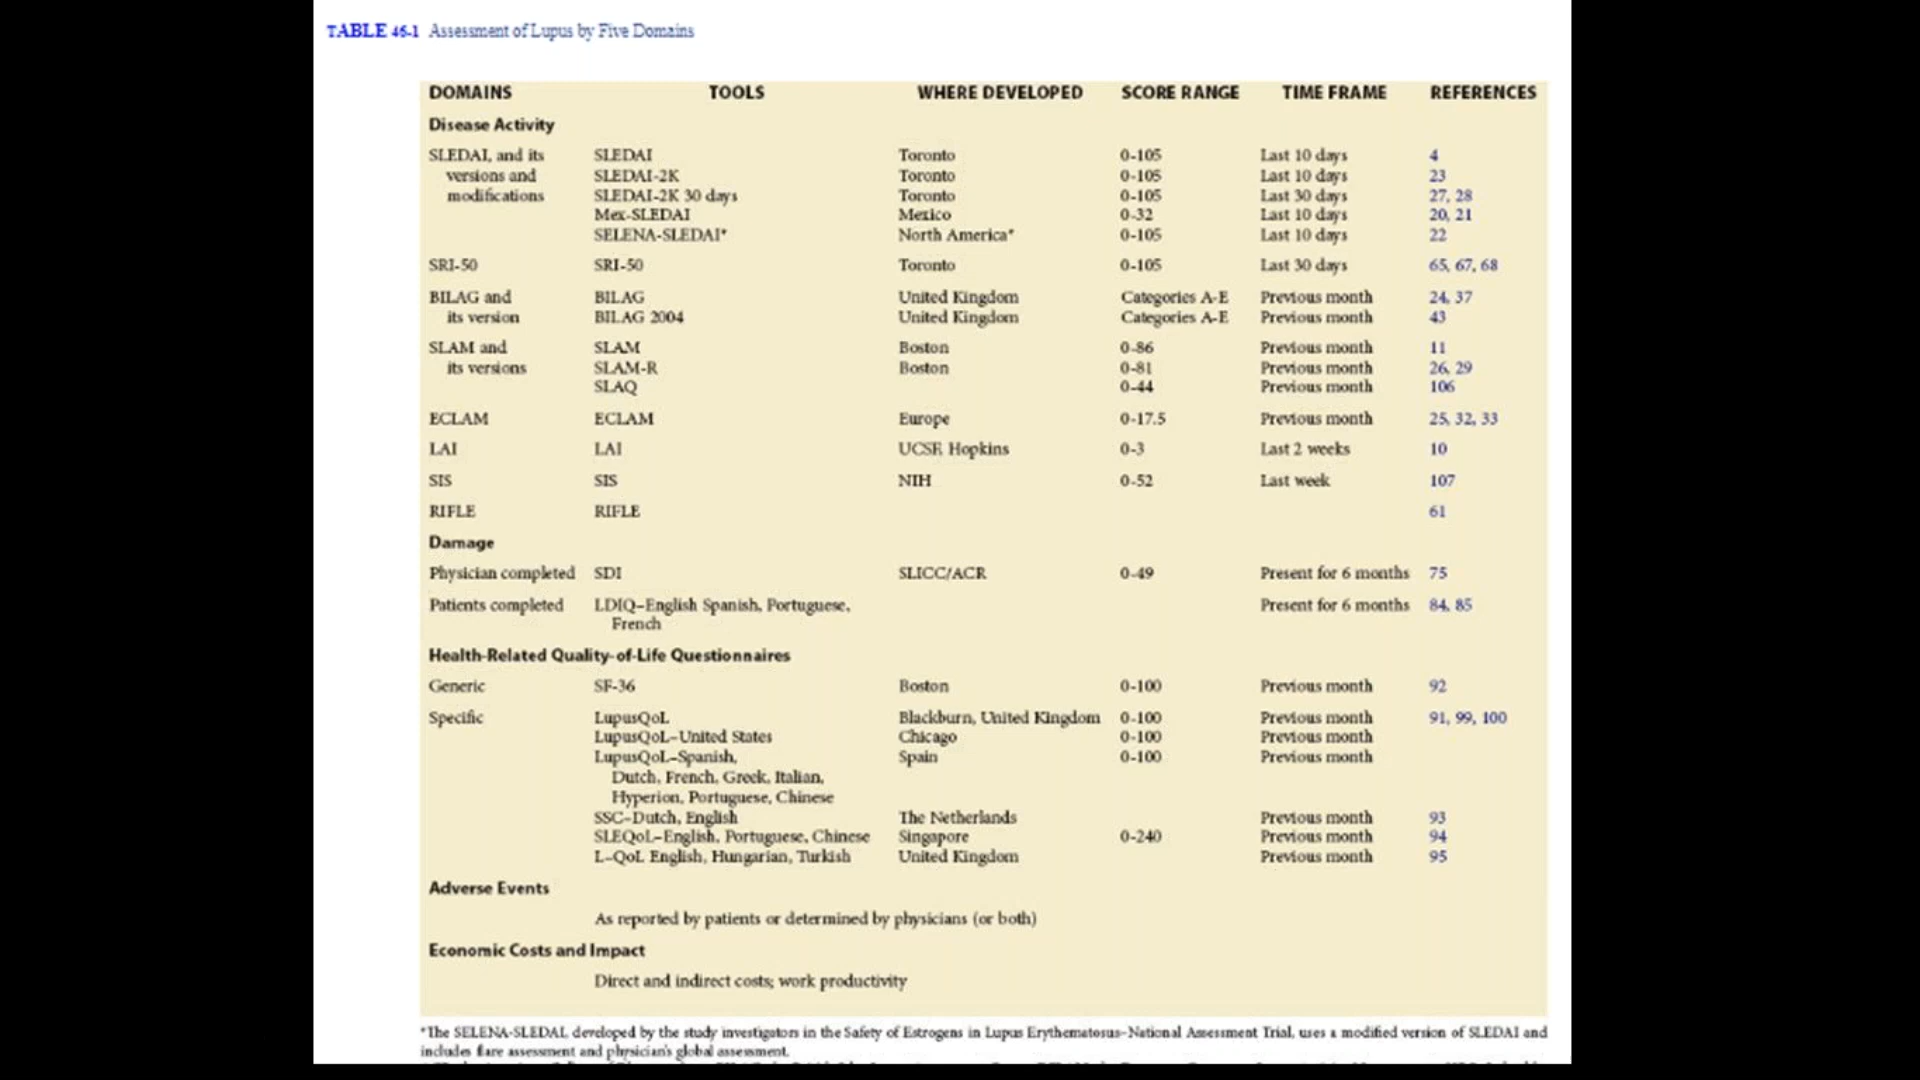 TABLE 46-1 Assessment of Lupus by Five Domains
DOMAINS TOOLS WHERE DEVELOPED SCORE RANGE TIME FRAME REFERENCES
Disease Activity
SLEDAI, and its SLEDAI Toronto 0-105 Last 10 days 4
versions and SLEDAI-2K Toronto 0-105 Last 10 days 23
modifications SLEDAI-2K 30 days Toronto 0-105 Last 30 days 27, 28
Mex-SLEDAI Mexico 0-32 Last 10 days 20, 21
SELENA-SLEDAI* North America* 0-105 Last 10 days 22
SRI-50 SRI-50 Toronto 0-105 Last 30 days 65, 67, 68
BILAG and BILAG United Kingdom Categories A-E Previous month 24, 37
its version BILAG 2004 United Kingdom Categories A-E Previous month 43
SLAM and SLAM Boston 0-86 Previous month 11
its versions SLAM-R Boston 0-81 Previous month 26, 29
SLAQ 0-44 Previous month 106
ECLAM ECLAM Europe 0-17.5 Previous month 25, 32, 33
LAI LAI UCSF, Hopkins 0-3 Last 2 weeks 10
SIS SIS NIH 0-52 Last week 107
RIFLE RIFLE 61
Damage
Physician completed SDI SLICC/ACR 0-49 Present for 6 months 75
Patients completed LDIQ–English Spanish, Portuguese, Present for 6 months 84, 85
French
Health-Related Quality-of-Life Questionnaires
Generic SF-36 Boston 0-100 Previous month 92
Specific LupusQoL Blackburn, United Kingdom 0-100 Previous month 91, 99, 100
LupusQoL–United States Chicago 0-100 Previous month
LupusQoL–Spanish, Spain 0-100 Previous month
Dutch, French, Greek, Italian,
Hyperion, Portuguese, Chinese
SSC–Dutch, English The Netherlands Previous month 93
SLEQoL–English, Portuguese, Chinese Singapore 0-240 Previous month 94
L–QoL English, Hungarian, Turkish United Kingdom Previous month 95
Adverse Events
As reported by patients or determined by physicians (or both)
Economic Costs and Impact
Direct and indirect costs; work productivity
*The SELENA-SLEDAI, developed by the study investigators in the Safety of Estrogens in Lupus Erythematosus–National Assessment Trial, uses a modified version of SLEDAI and
includes flare assessment and physician's global assessment.